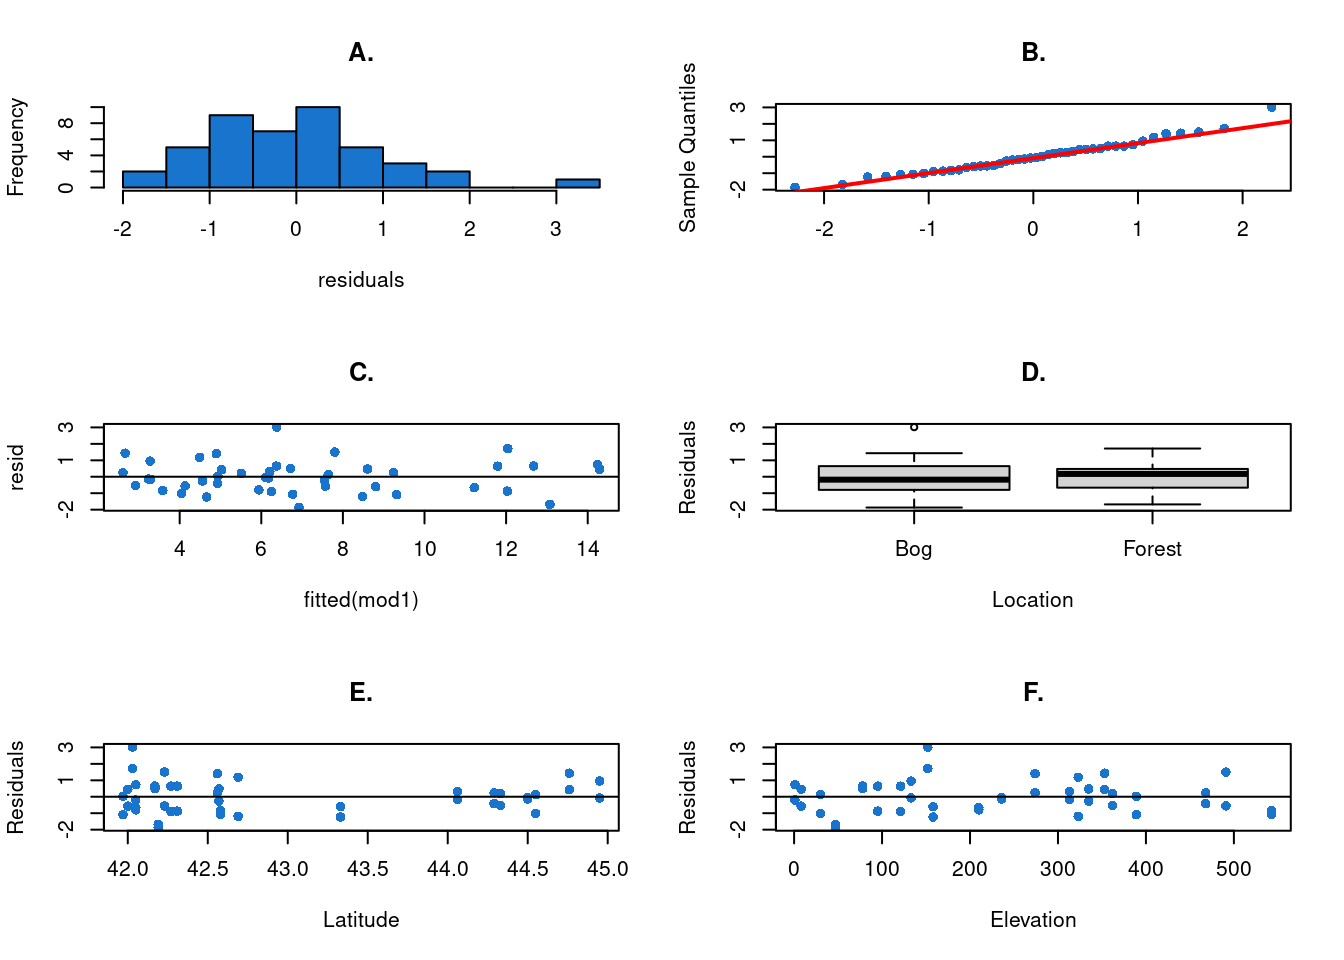 A.
Frequency
8
4
0
-2 -1 0 1 2 3
residuals
B.
Sample Quantiles
3
1
-2
-2 -1 0 1 2
C.
resid
3
1
-2
4 6 8 10 12 14
fitted(mod1)
D.
Residuals
3
1
-2
Bog Forest
Location
E.
Residuals
3
1
-2
42.0 42.5 43.0 43.5 44.0 44.5 45.0
Latitude
F.
Residuals
3
1
-2
0 100 200 300 400 500
Elevation